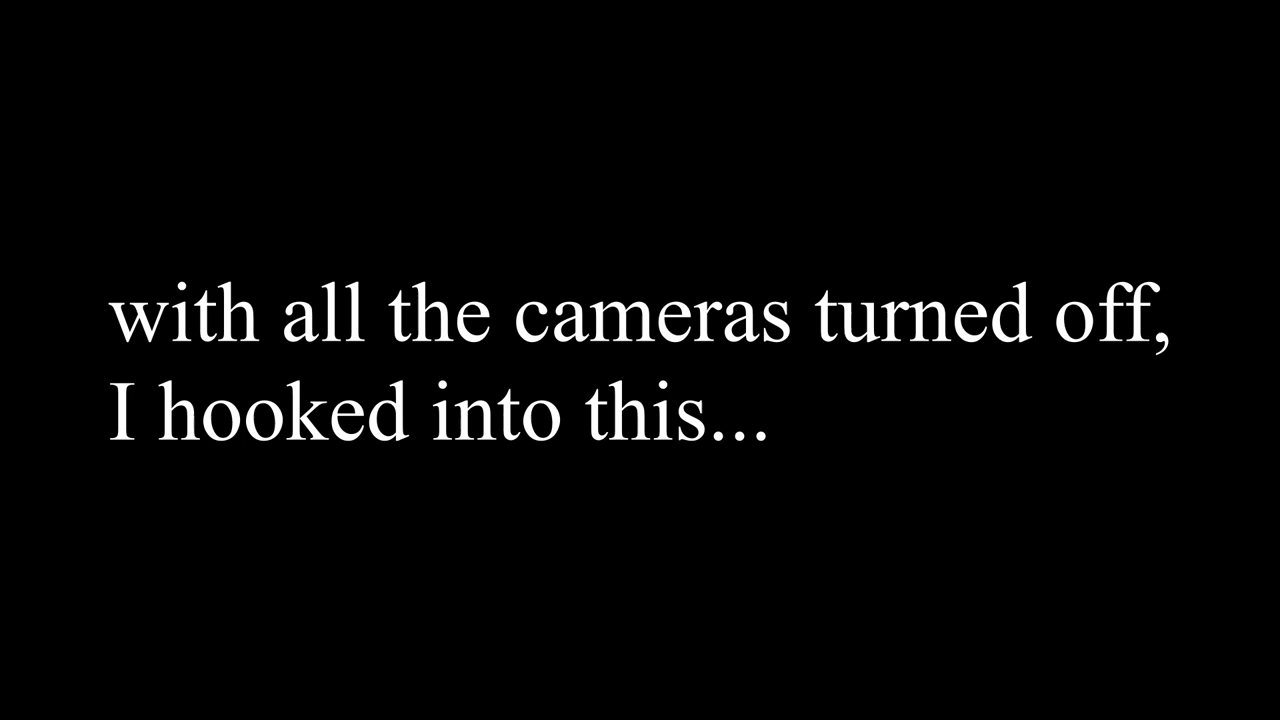 with all the cameras turned off,
I hooked into this...